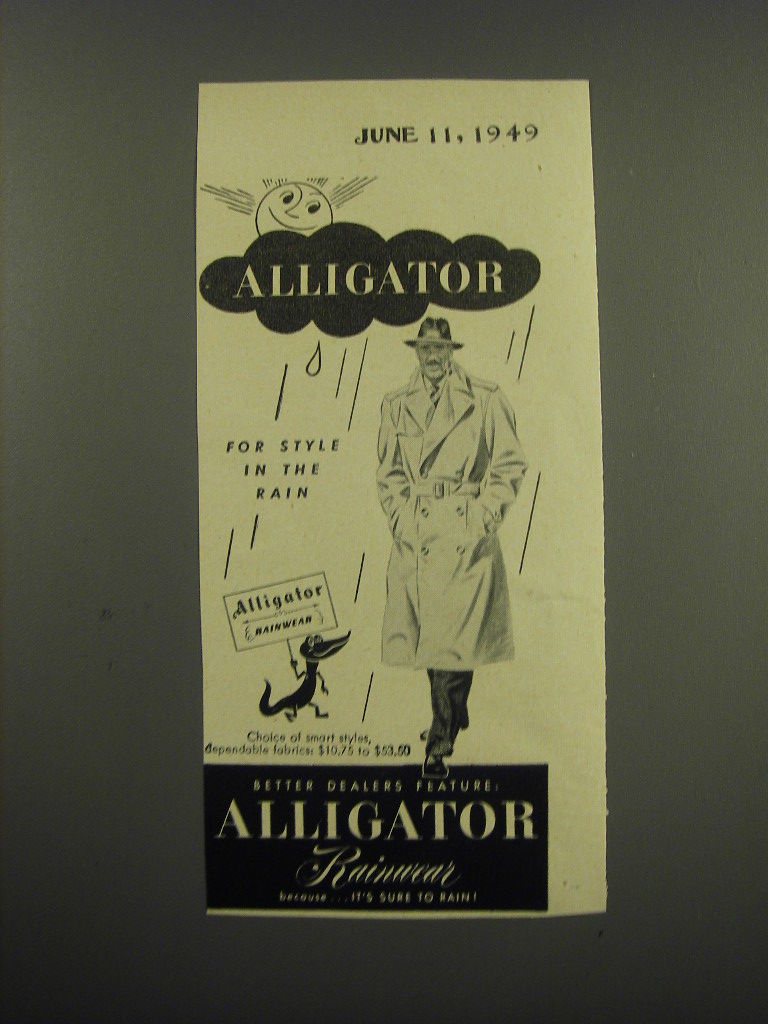 JUNE 11, 1949
ALLIGATOR
FOR STYLE
IN THE
RAIN
Alligator
RAINWEAR
Choice of smart styles,
dependable fabrics: $10.75 to $53.50
BETTER DEALERS FEATURE:
ALLIGATOR
Rainwear
because...IT'S SURE TO RAIN!